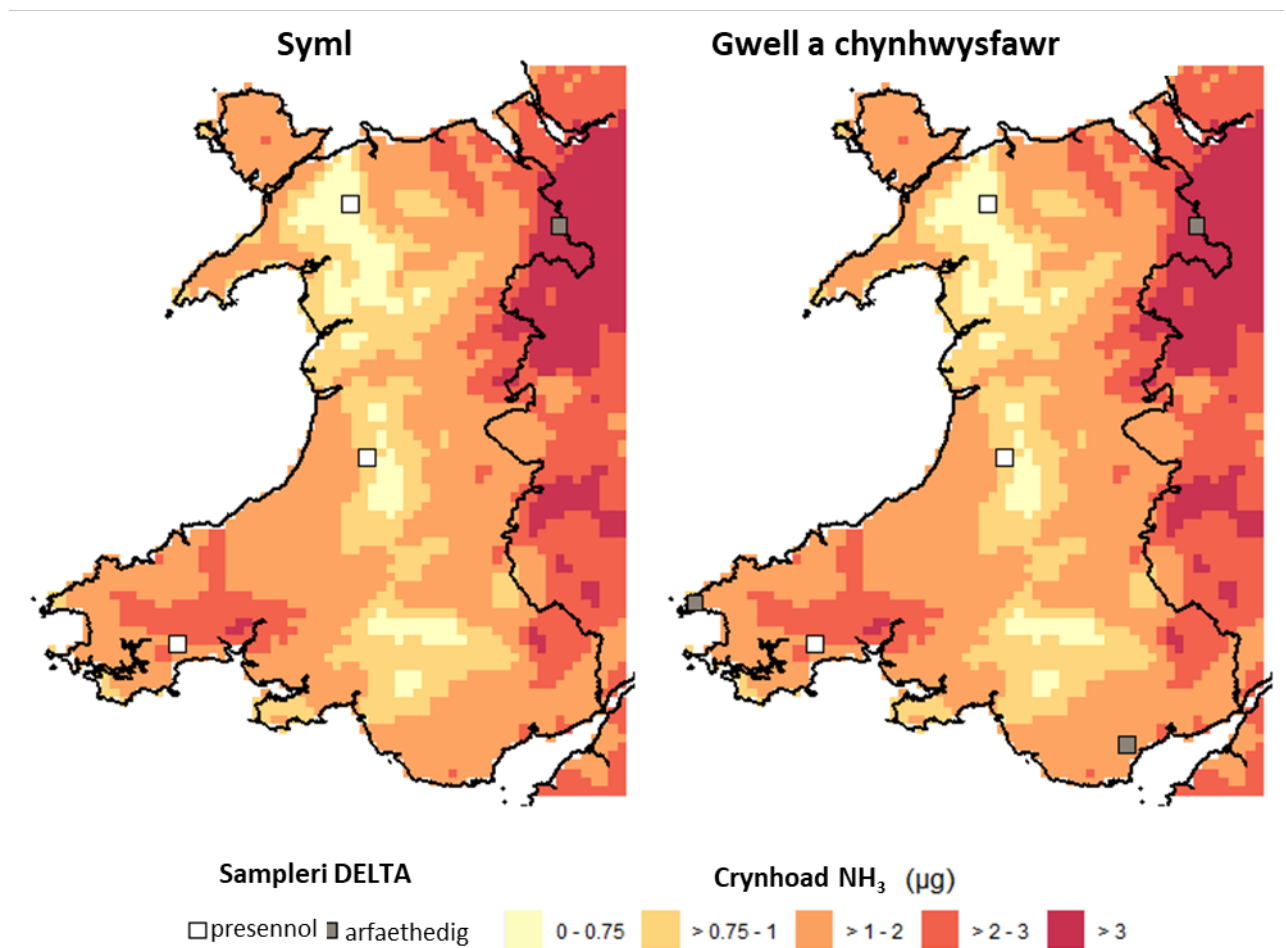 Syml
Gwell a chynhwysfawr
Sampleri DELTA
presennol arfaethedig
Crynhoad NH₃ (µg)
0 - 0.75 > 0.75 - 1 > 1 - 2 > 2 - 3 > 3